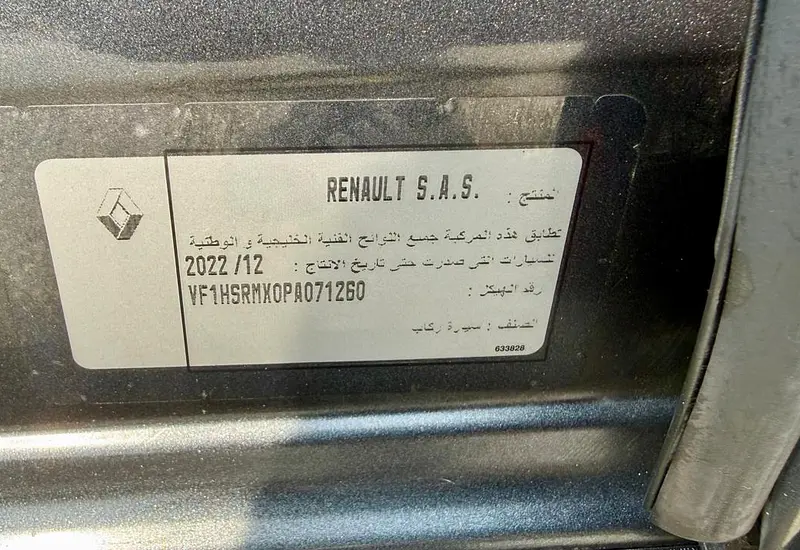 المنتج : RENAULT S.A.S.
تطابق هذه المركبة جميع اللوائح الفنية الخليجية و الوطنية
للسيارات التي صدرت حتى تاريخ الانتاج : 2022/12
رقم الهيكل : VF1HSRMX0PA071260
الصنف : سيرة ركاب
633828